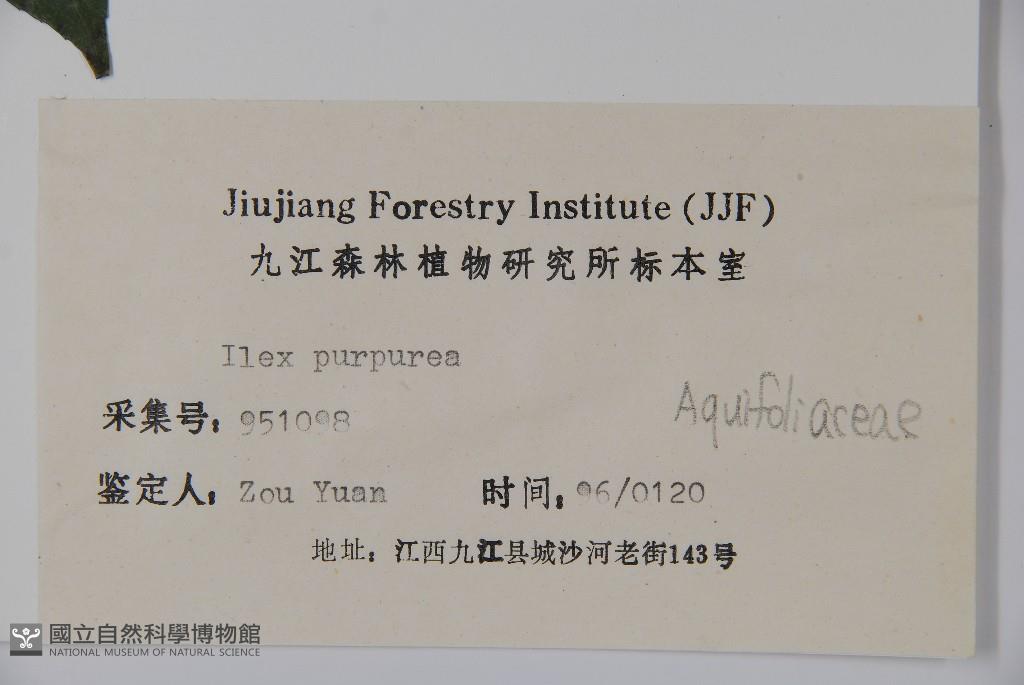 Jiujiang Forestry Institute (JJF)
九江森林植物研究所标本室
Ilex purpurea
Aquifoliaceae
采集号: 951098
鉴定人: Zou Yuan 时间: 96/0120
地址: 江西九江县城沙河老街143号
國立自然科學博物館
NATIONAL MUSEUM OF NATURAL SCIENCE